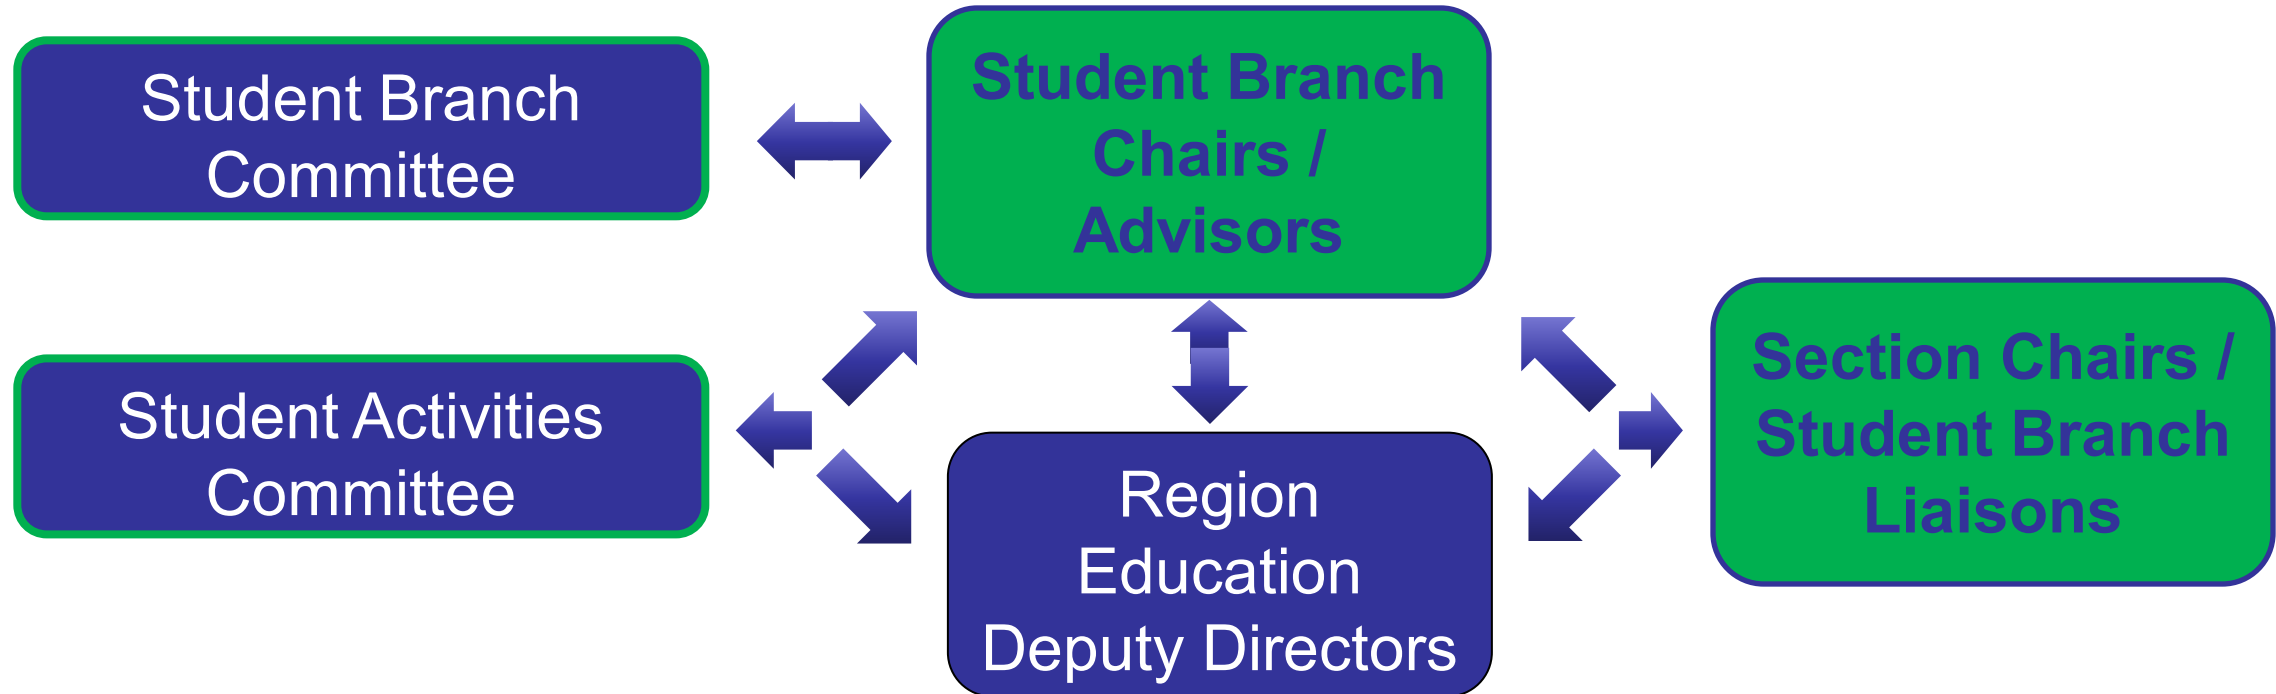 Student Branch
Committee
Student Branch
Chairs /
Advisors
Student Activities
Committee
Region
Education
Deputy Directors
Section Chairs /
Student Branch
Liaisons